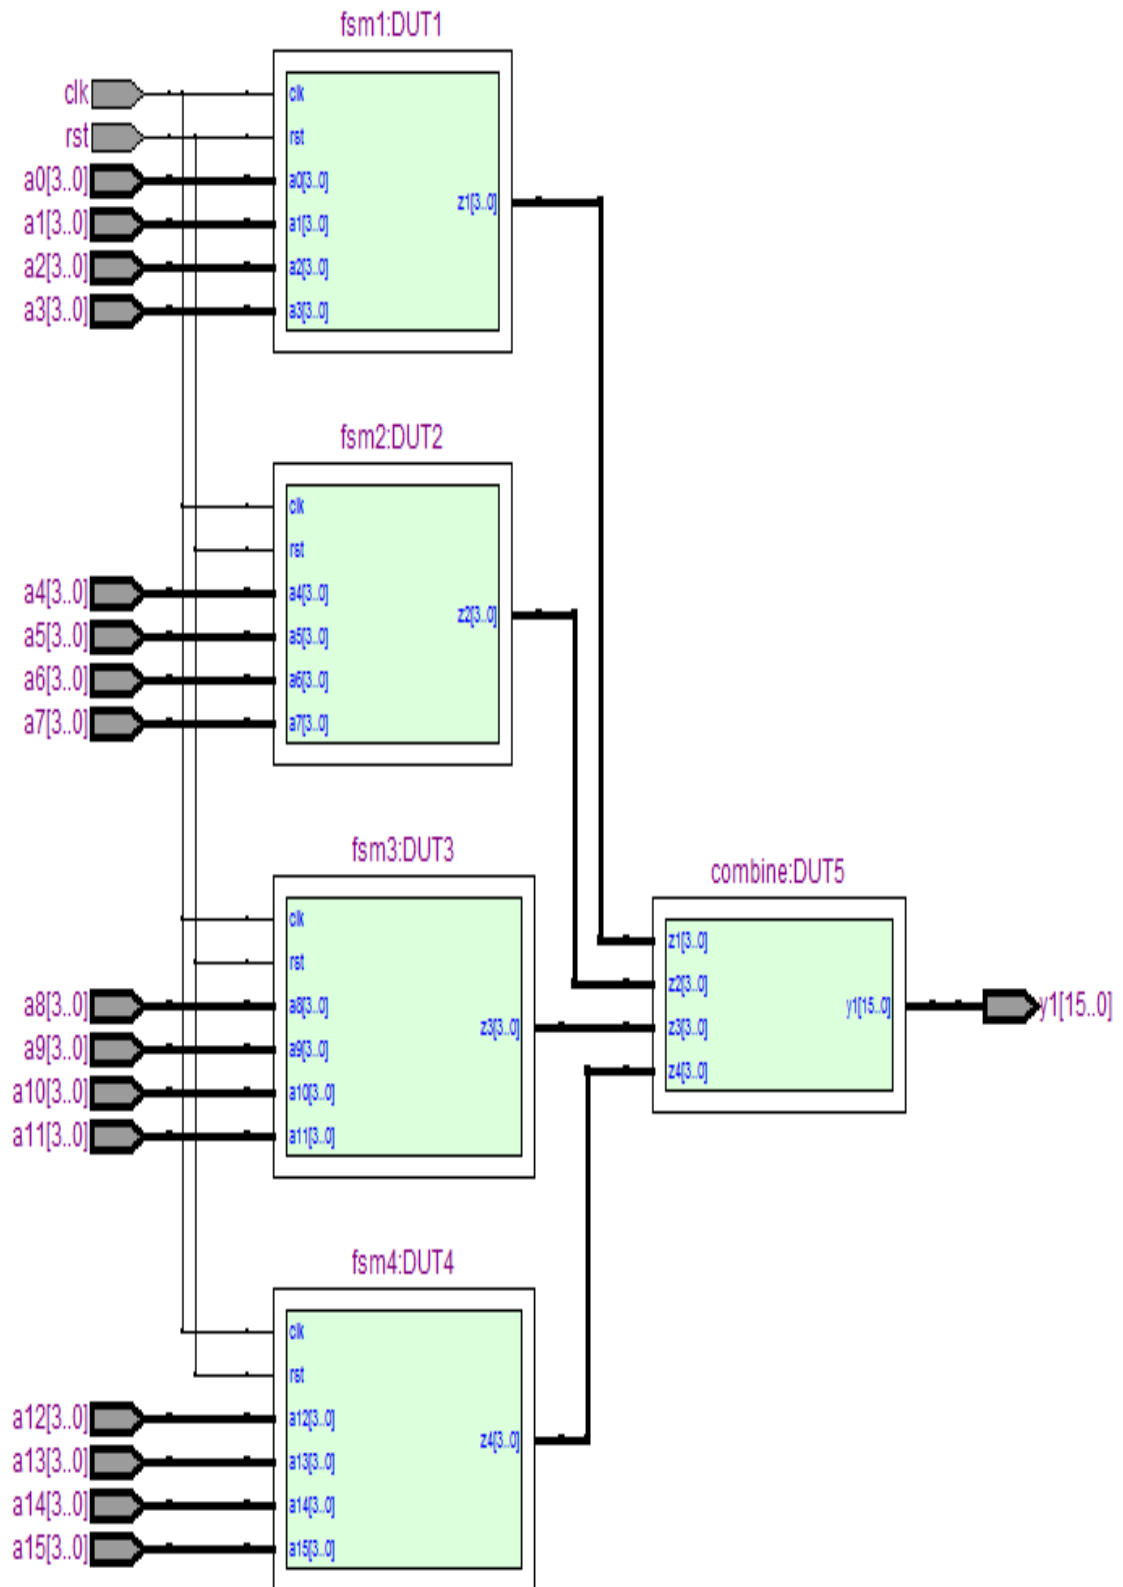 fsm1:DUT1
clk
rst
a0[3..0]
a1[3..0]
a2[3..0]
a3[3..0]
clk
rst
a0[3..0]
a1[3..0]
a2[3..0]
a3[3..0]
z1[3..0]
fsm2:DUT2
a4[3..0]
a5[3..0]
a6[3..0]
a7[3..0]
clk
rst
a4[3..0]
a5[3..0]
a6[3..0]
a7[3..0]
z2[3..0]
fsm3:DUT3
a8[3..0]
a9[3..0]
a10[3..0]
a11[3..0]
clk
rst
a8[3..0]
a9[3..0]
a10[3..0]
a11[3..0]
z3[3..0]
combine:DUT5
z1[3..0]
z2[3..0]
z3[3..0]
z4[3..0]
y1[15..0]
y1[15..0]
fsm4:DUT4
a12[3..0]
a13[3..0]
a14[3..0]
a15[3..0]
clk
rst
a12[3..0]
a13[3..0]
a14[3..0]
a15[3..0]
z4[3..0]